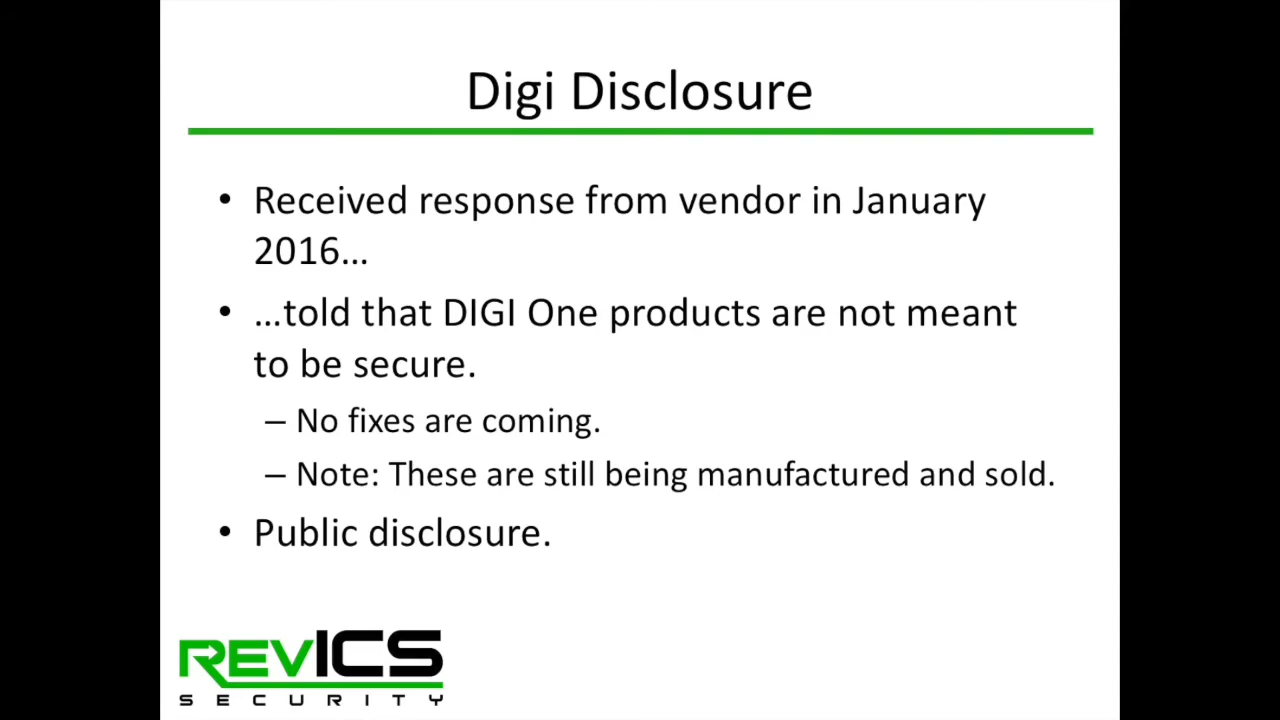 Digi Disclosure
• Received response from vendor in January
2016…
• …told that DIGI One products are not meant
to be secure.
– No fixes are coming.
– Note: These are still being manufactured and sold.
• Public disclosure.
REVICS
SECURITY